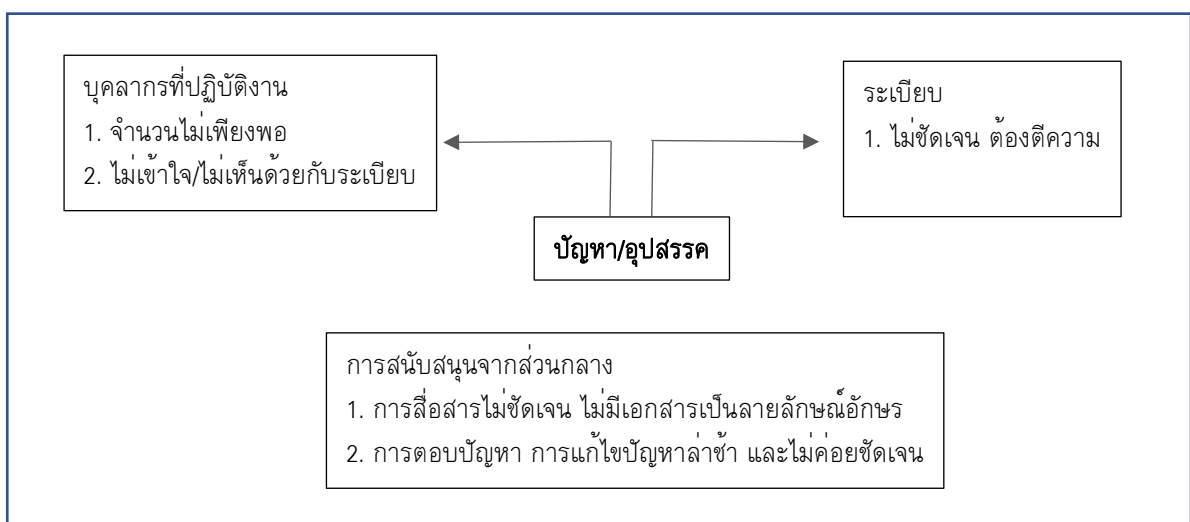 บุคลากรที่ปฏิบัติงาน
1. จำนวนไม่เพียงพอ
2. ไม่เข้าใจ/ไม่เห็นด้วยกับระเบียบ
ระเบียบ
1. ไม่ชัดเจน ต้องตีความ
ปัญหา/อุปสรรค
การสนับสนุนจากส่วนกลาง
1. การสื่อสารไม่ชัดเจน ไม่มีเอกสารเป็นลายลักษณ์อักษร
2. การตอบปัญหา การแก้ไขปัญหาล่าช้า และไม่ค่อยชัดเจน